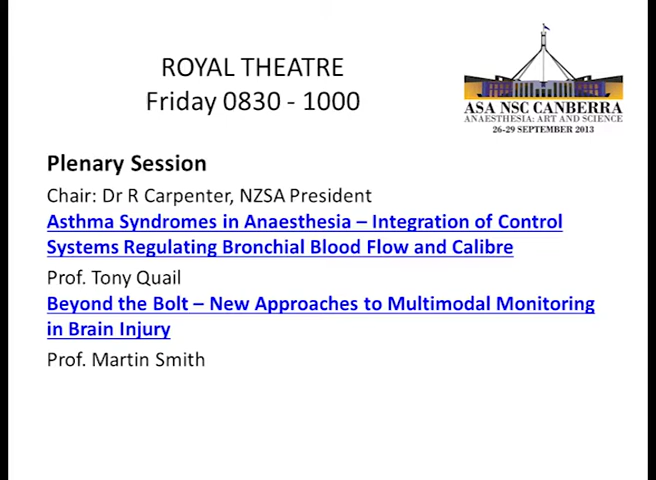 ROYAL THEATRE
Friday 0830 - 1000
ASA NSC CANBERRA
ANAESTHESIA: ART AND SCIENCE
26-29 SEPTEMBER 2013
Plenary Session
Chair: Dr R Carpenter, NZSA President
Asthma Syndromes in Anaesthesia – Integration of Control
Systems Regulating Bronchial Blood Flow and Calibre
Prof. Tony Quail
Beyond the Bolt – New Approaches to Multimodal Monitoring
in Brain Injury
Prof. Martin Smith